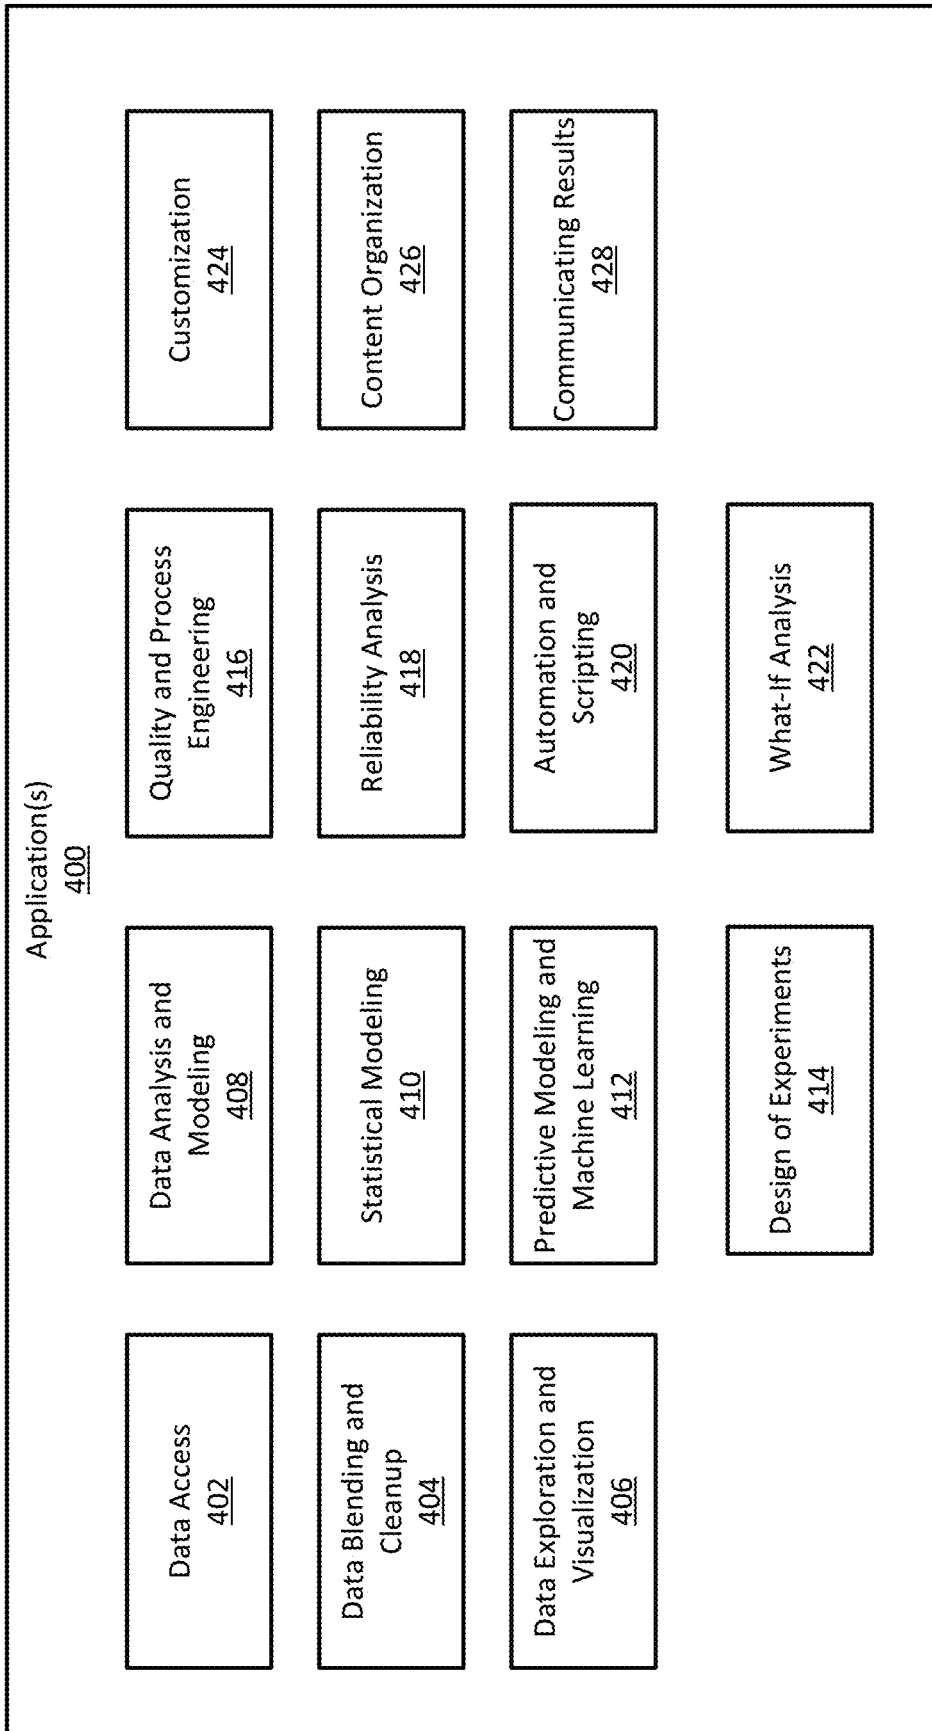 Application(s)
400
Data Access
402
Data Blending and
Cleanup
404
Data Exploration and
Visualization
406
Data Analysis and
Modeling
408
Statistical Modeling
410
Predictive Modeling and
Machine Learning
412
Design of Experiments
414
Quality and Process
Engineering
416
Reliability Analysis
418
Automation and
Scripting
420
What-If Analysis
422
Customization
424
Content Organization
426
Communicating Results
428